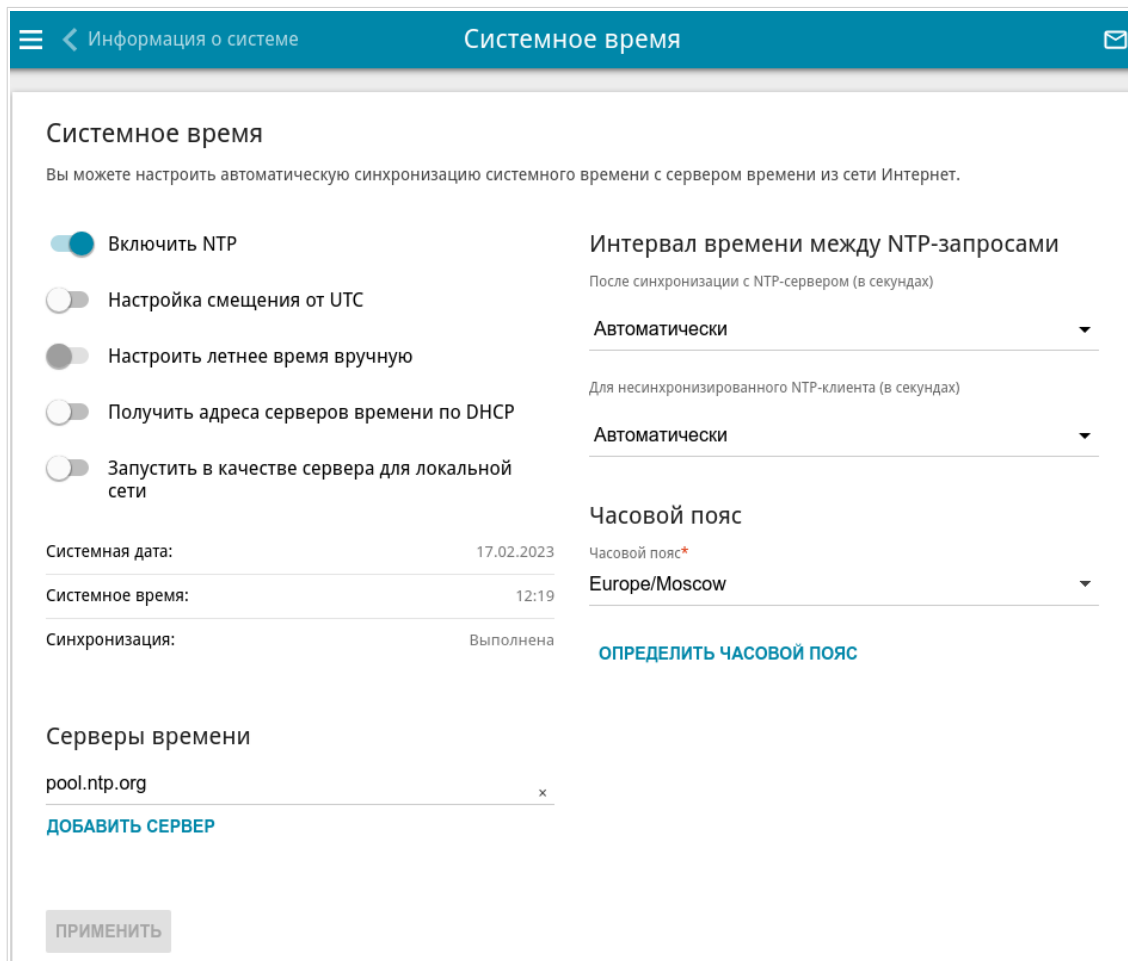 Информация о системе
Системное время
Системное время
Вы можете настроить автоматическую синхронизацию системного времени с сервером времени из сети Интернет.
Включить NTP
Настройка смещения от UTC
Настроить летнее время вручную
Получить адреса серверов времени по DHCP
Запустить в качестве сервера для локальной
сети
Системная дата: 17.02.2023
Системное время: 12:19
Синхронизация: Выполнена
Серверы времени
pool.ntp.org ×
ДОБАВИТЬ СЕРВЕР
Интервал времени между NTP-запросами
После синхронизации с NTP-сервером (в секундах)
Автоматически
Для несинхронизированного NTP-клиента (в секундах)
Автоматически
Часовой пояс
Часовой пояс*
Europe/Moscow
ОПРЕДЕЛИТЬ ЧАСОВОЙ ПОЯС
ПРИМЕНИТЬ